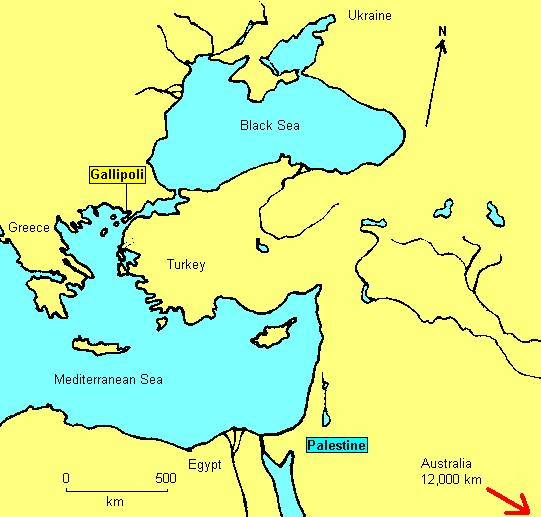 Ukraine
N
Black Sea
Gallipoli
Greece
Turkey
Mediterranean Sea
Palestine
Egypt
Australia
12,000 km
0 500
km